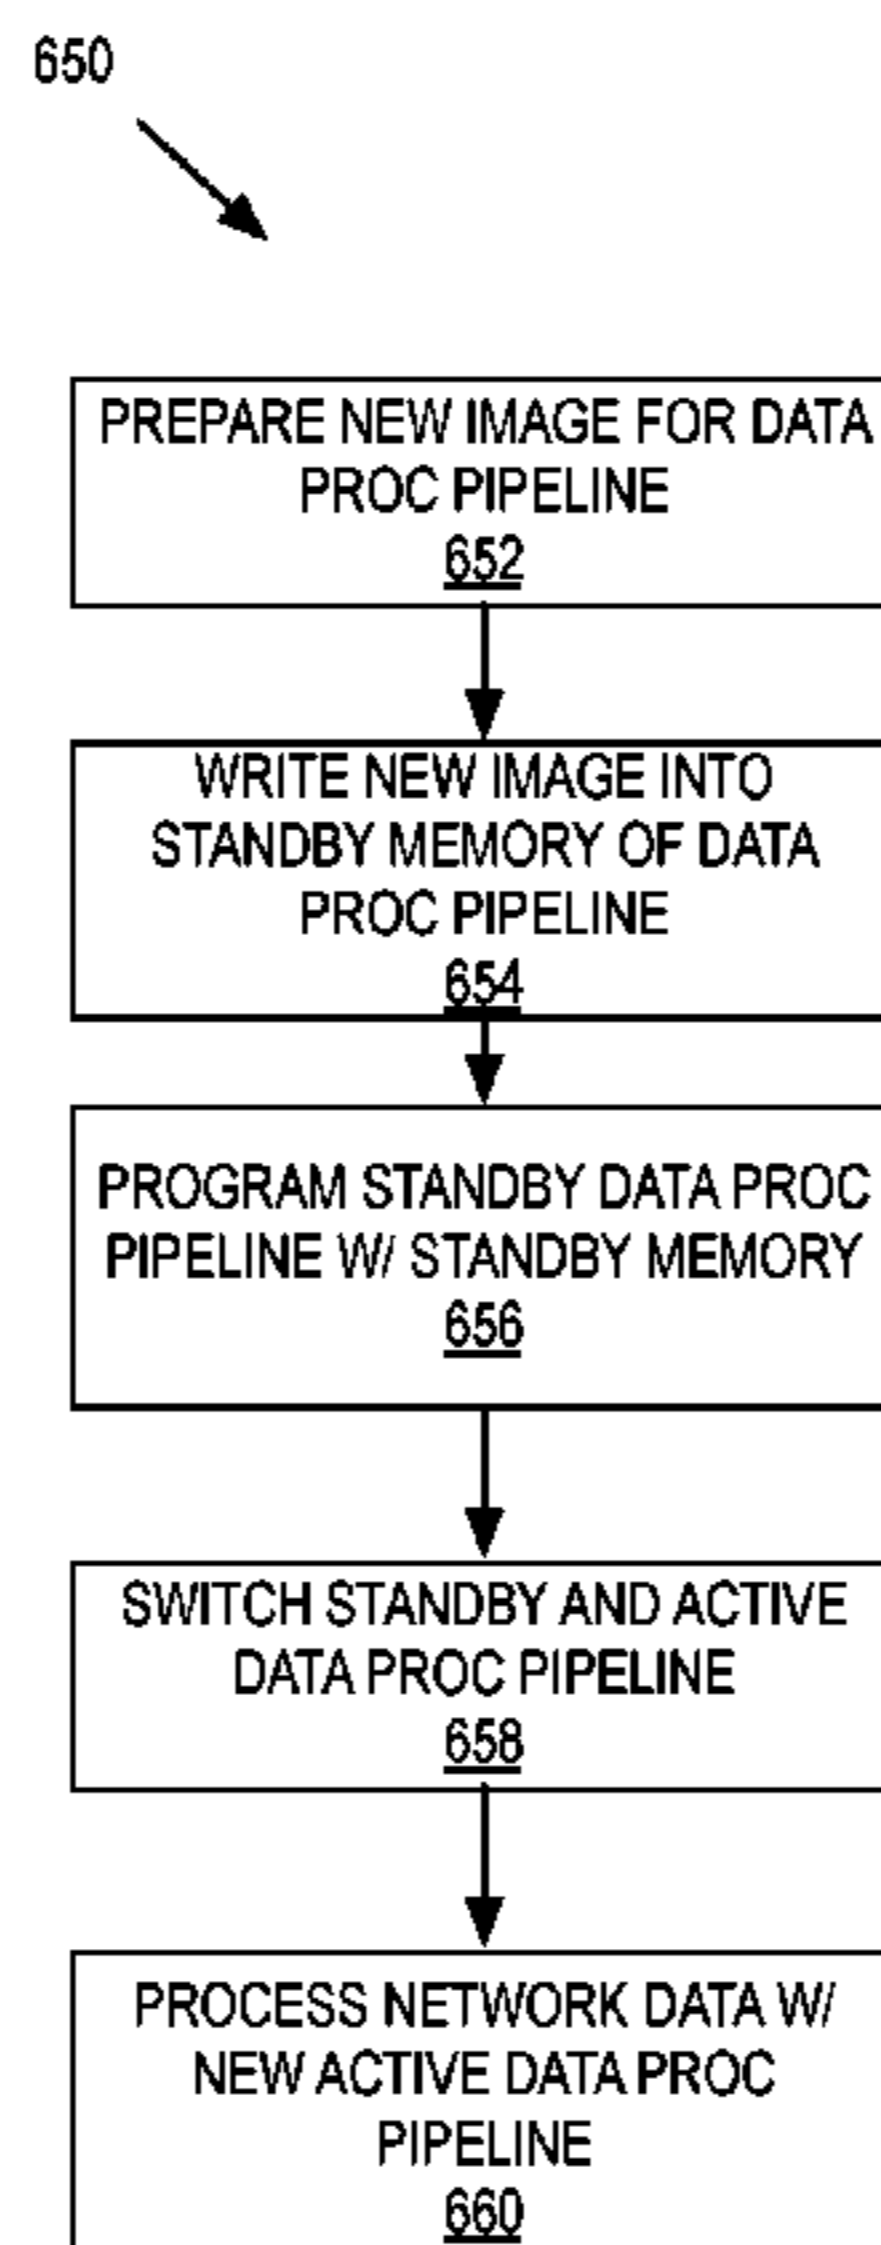 650
PREPARE NEW IMAGE FOR DATA
PROC PIPELINE
652
WRITE NEW IMAGE INTO
STANDBY MEMORY OF DATA
PROC PIPELINE
654
PROGRAM STANDBY DATA PROC
PIPELINE W/ STANDBY MEMORY
656
SWITCH STANDBY AND ACTIVE
DATA PROC PIPELINE
658
PROCESS NETWORK DATA W/
NEW ACTIVE DATA PROC
PIPELINE
660